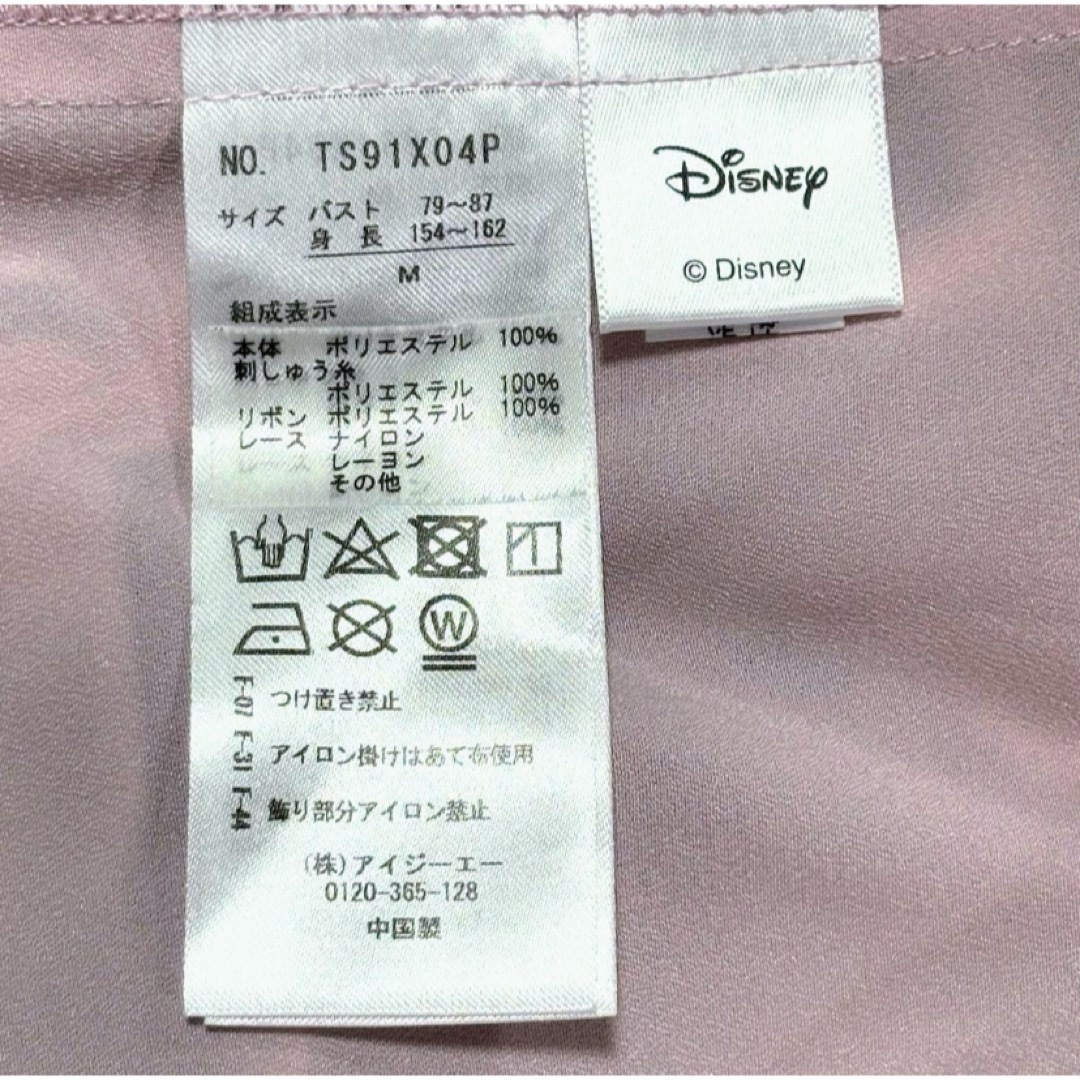 NO. TS91X04P
サイズ バスト 79～87
身長 154～162
M
組成表示
本体 ポリエステル 100%
刺しゅう糸
ポリエステル 100%
リボン ポリエステル 100%
レース ナイロン
レース レーヨン
その他
W
F-07 つけ置き禁止
F-31 アイロン掛けはあて布使用
F-44 飾り部分アイロン禁止
(株)アイジーエー
0120-365-128
中国製
Disney
© Disney